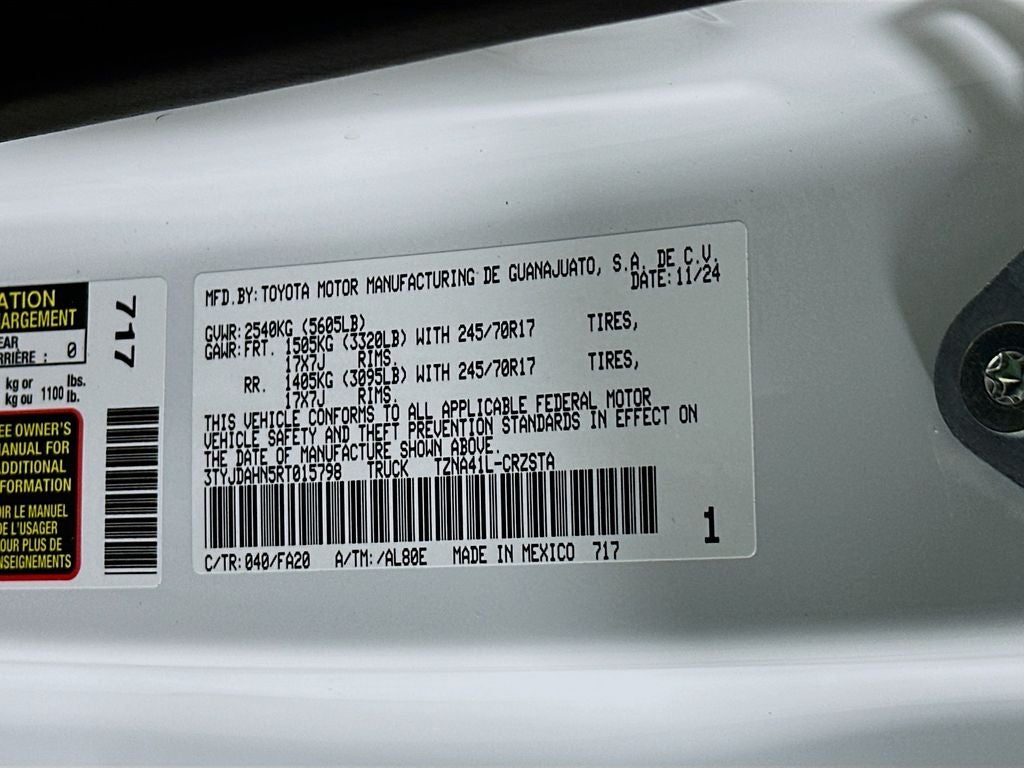 ATION
ARGEMENT
EAR
RRIÈRE : 0
kg or
kg ou 1100 lbs.
lb.
EE OWNER'S
MANUAL FOR
ADDITIONAL
FORMATION
OIR LE MANUEL
DE L'USAGER
OUR PLUS DE
NSEIGNEMENTS
717
MFD.BY: TOYOTA MOTOR MANUFACTURING DE GUANAJUATO, S.A. DE C.V.
DATE: 11/24
GVWR: 2540KG (5605LB)
GAWR: FRT. 1505KG (3320LB) WITH 245/70R17 TIRES,
17X7J RIMS.
RR. 1405KG (3095LB) WITH 245/70R17 TIRES,
17X7J RIMS.
THIS VEHICLE CONFORMS TO ALL APPLICABLE FEDERAL MOTOR
VEHICLE SAFETY AND THEFT PREVENTION STANDARDS IN EFFECT ON
THE DATE OF MANUFACTURE SHOWN ABOVE.
3TYJDAHN5RT015798 TRUCK TZNA41L-CRZSTA
1
C/TR: 040/FA20 A/TM: /AL80E MADE IN MEXICO 717